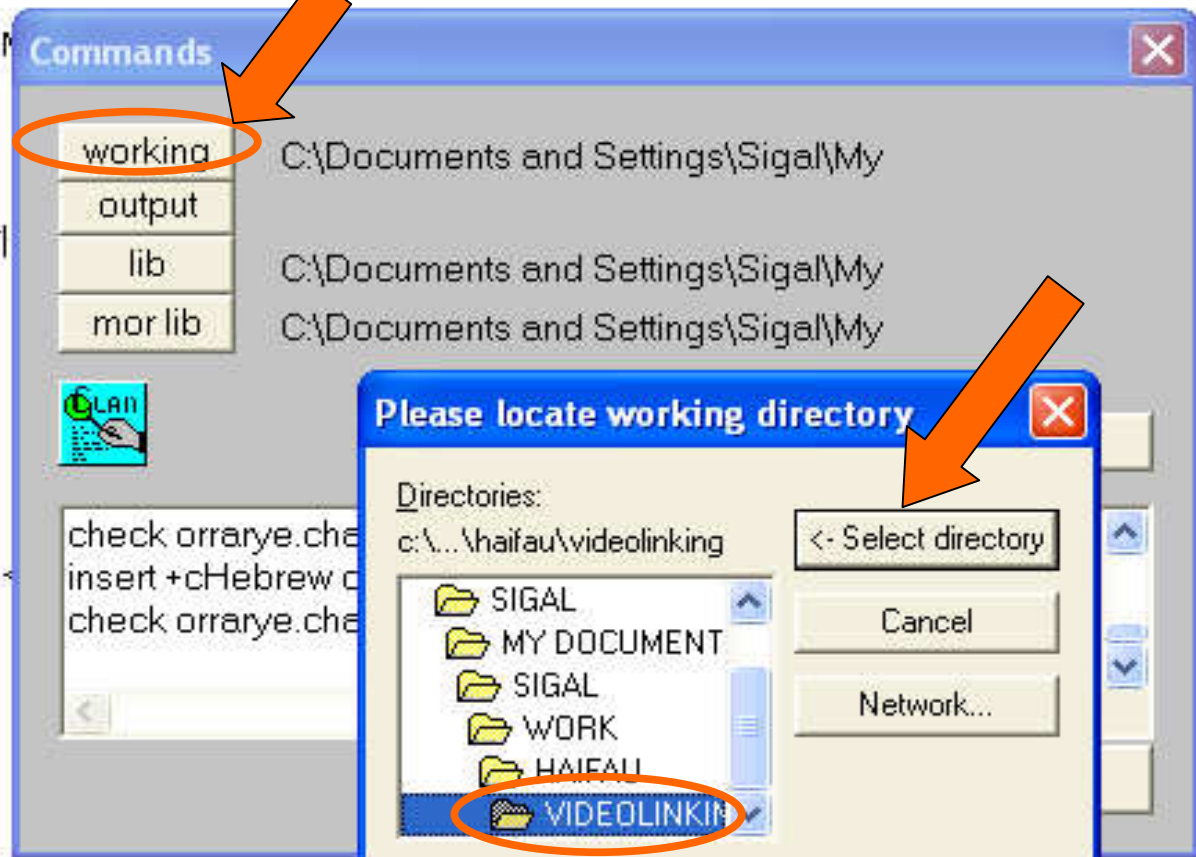 Commands
working C:\Documents and Settings\Sigal\My
output
lib C:\Documents and Settings\Sigal\My
mor lib C:\Documents and Settings\Sigal\My
CLAN
check orrarye.cha
insert +cHebrew
check orrarye.cha
Please locate working directory
Directories:
c:\...\haifau\videolinking
<- Select directory
SIGAL
MY DOCUMENT
SIGAL
WORK
HAIFAU
VIDEOLINKIN
Cancel
Network...